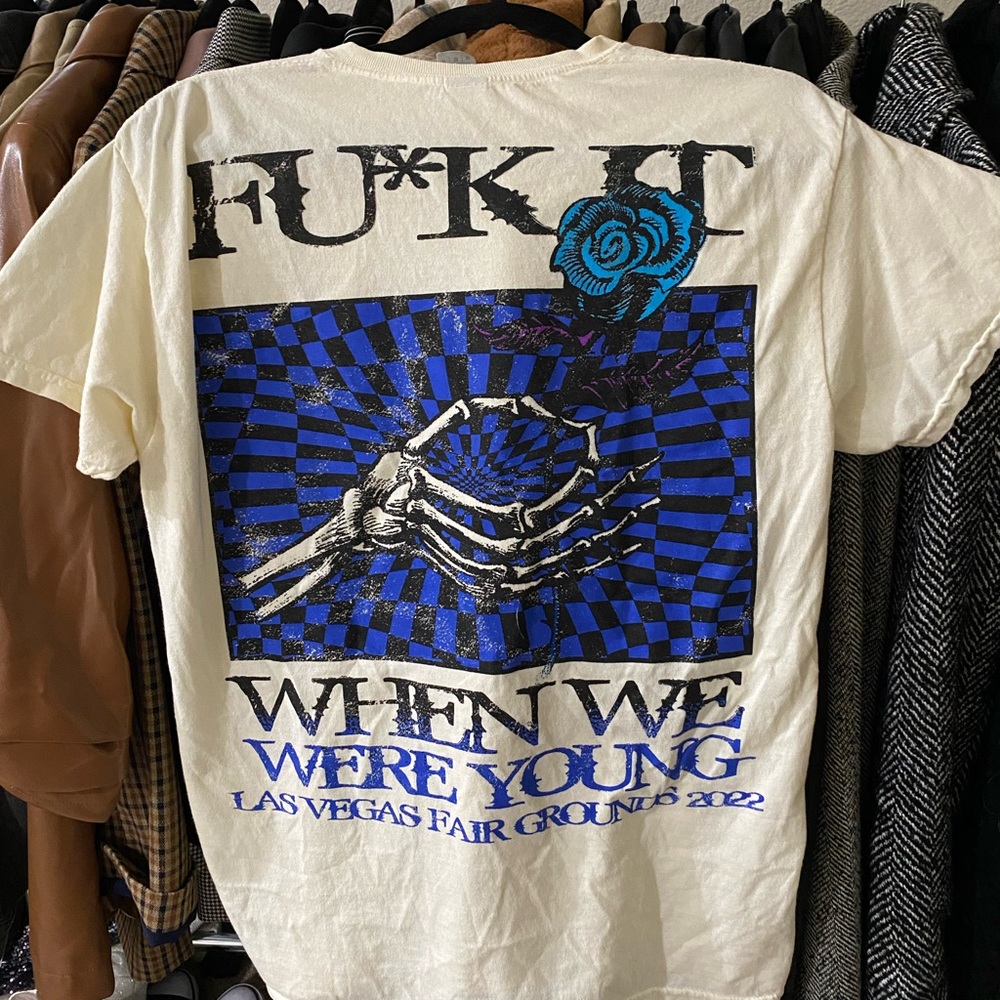 FU*K IT
WHEN WE
WERE YOUNG
LAS VEGAS FAIR GROUNDS 2022